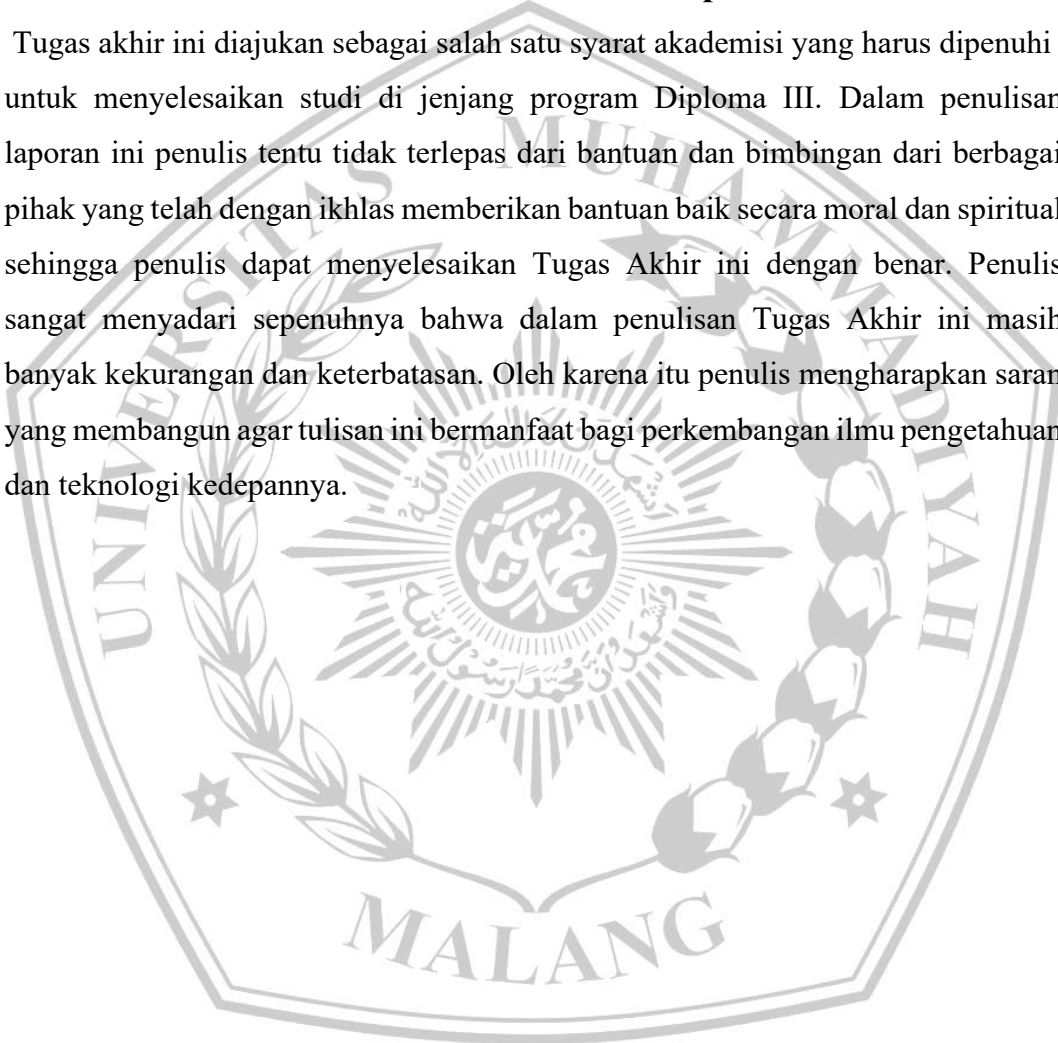 Tugas akhir ini diajukan sebagai salah satu syarat akademisi yang harus dipenuhi
untuk menyelesaikan studi di jenjang program Diploma III. Dalam penulisan
laporan ini penulis tentu tidak terlepas dari bantuan dan bimbingan dari berbagai
pihak yang telah dengan ikhlas memberikan bantuan baik secara moral dan spiritual
sehingga penulis dapat menyelesaikan Tugas Akhir ini dengan benar. Penulis
sangat menyadari sepenuhnya bahwa dalam penulisan Tugas Akhir ini masih
banyak kekurangan dan keterbatasan. Oleh karena itu penulis mengharapkan saran
yang membangun agar tulisan ini bermanfaat bagi perkembangan ilmu pengetahuan
dan teknologi kedepannya.
UNIVERSITAS MUHAMMADIYAH
MALANG